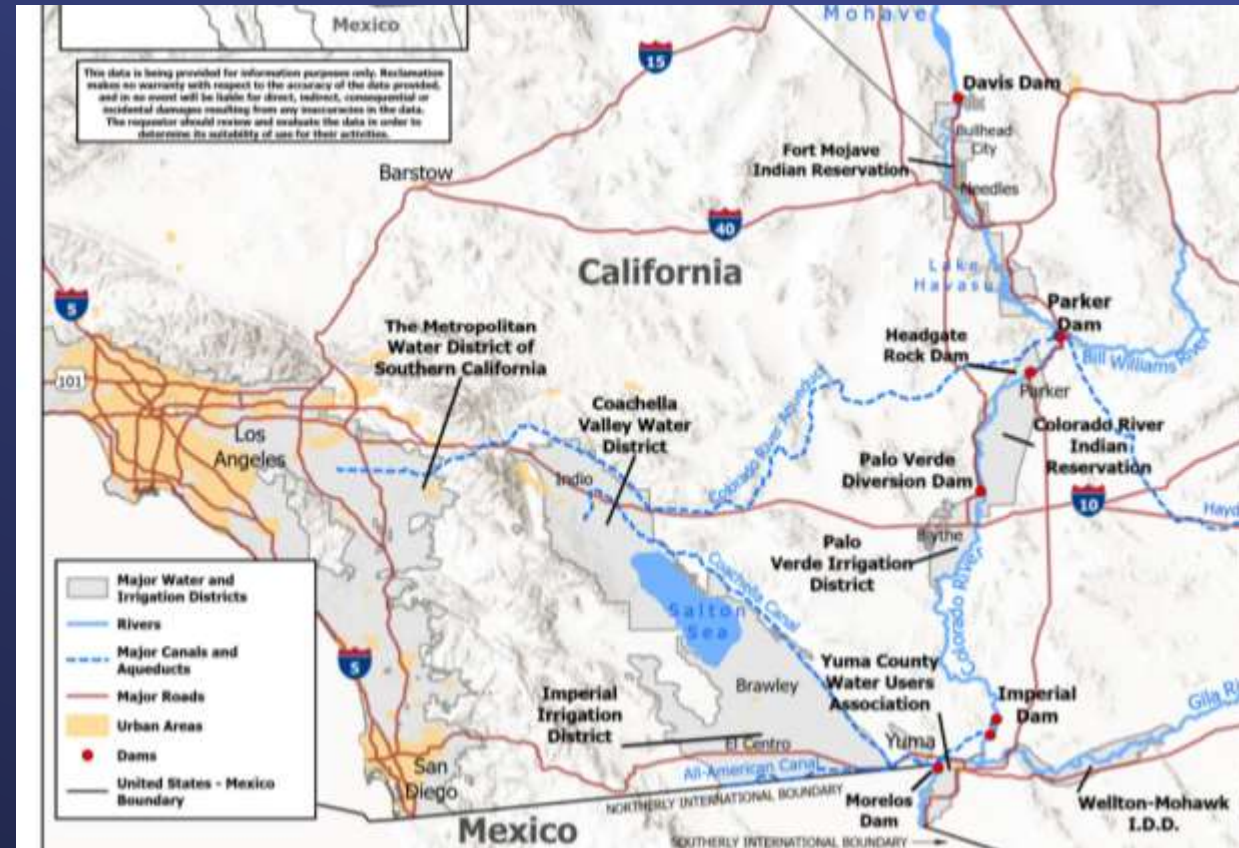 Mexico
This data is being provided for information purposes only. Reclamation
makes no warranty with respect to the accuracy of the data provided,
and in no event will be liable for direct, indirect, consequential or
incidental damages resulting from any inaccuracies in the data.
The requestor should review and evaluate the data in order to
determine its suitability of use for their activities.
Mohave
15
Davis Dam
Bullhead
City
Fort Mojave
Indian Reservation
Needles
Barstow
40
California
Lake
Havasu
5
Parker
Dam
The Metropolitan
Water District of
Southern California
Headgate
Rock Dam
Bill Williams River
101
Parker
Coachella
Valley Water
District
Colorado River Aqueduct
Colorado River
Indian
Reservation
Los
Angeles
Palo Verde
Diversion Dam
Indio
10
Hayd
Blythe
Palo
Verde Irrigation
District
Coachella Canal
Colorado River
Salton
Sea
Major Water and
Irrigation Districts
Rivers
Major Canals and
Aqueducts
Major Roads
Urban Areas
Dams
United States - Mexico
Boundary
5
Yuma County
Water Users
Association
Brawley
Imperial
Irrigation
District
Imperial
Dam
Gila Ri
El Centro
Yuma
All-American Canal
San
Diego
NORTHERLY INTERNATIONAL BOUNDARY
Morelos
Dam
Wellton-Mohawk
I.D.D.
Mexico
SOUTHERLY INTERNATIONAL BOUNDARY